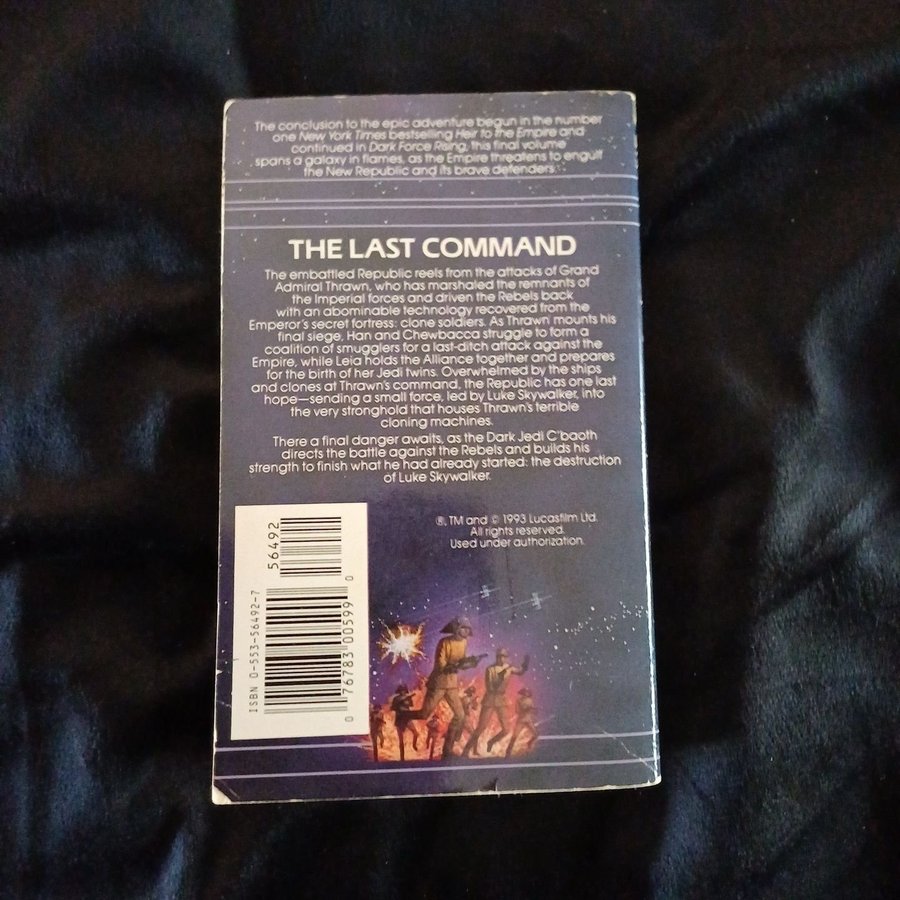 The conclusion to the epic adventure begun in the number
one New York Times bestselling Heir to the Empire and
continued in Dark Force Rising, this final volume
spans a galaxy in flames, as the Empire threatens to engulf
the New Republic and its brave defenders.
THE LAST COMMAND
The embattled Republic reels from the attacks of Grand
Admiral Thrawn, who has marshaled the remnants of
the Imperial forces and driven the Rebels back
with an abominable technology recovered from the
Emperor's secret fortress: clone soldiers. As Thrawn mounts his
final siege, Han and Chewbacca struggle to form a
coalition of smugglers for a last-ditch attack against the
Empire, while Leia holds the Alliance together and prepares
for the birth of her Jedi twins. Overwhelmed by the ships
and clones at Thrawn's command, the Republic has one last
hope—sending a small force, led by Luke Skywalker, into
the very stronghold that houses Thrawn's terrible
cloning machines.
There a final danger awaits, as the Dark Jedi C'baoth
directs the battle against the Rebels and builds his
strength to finish what he had already started: the destruction
of Luke Skywalker.
®, TM and © 1993 Lucasfilm Ltd.
All rights reserved.
Used under authorization.
ISBN 0-553-56492-7
56492
0 76783 00599 0